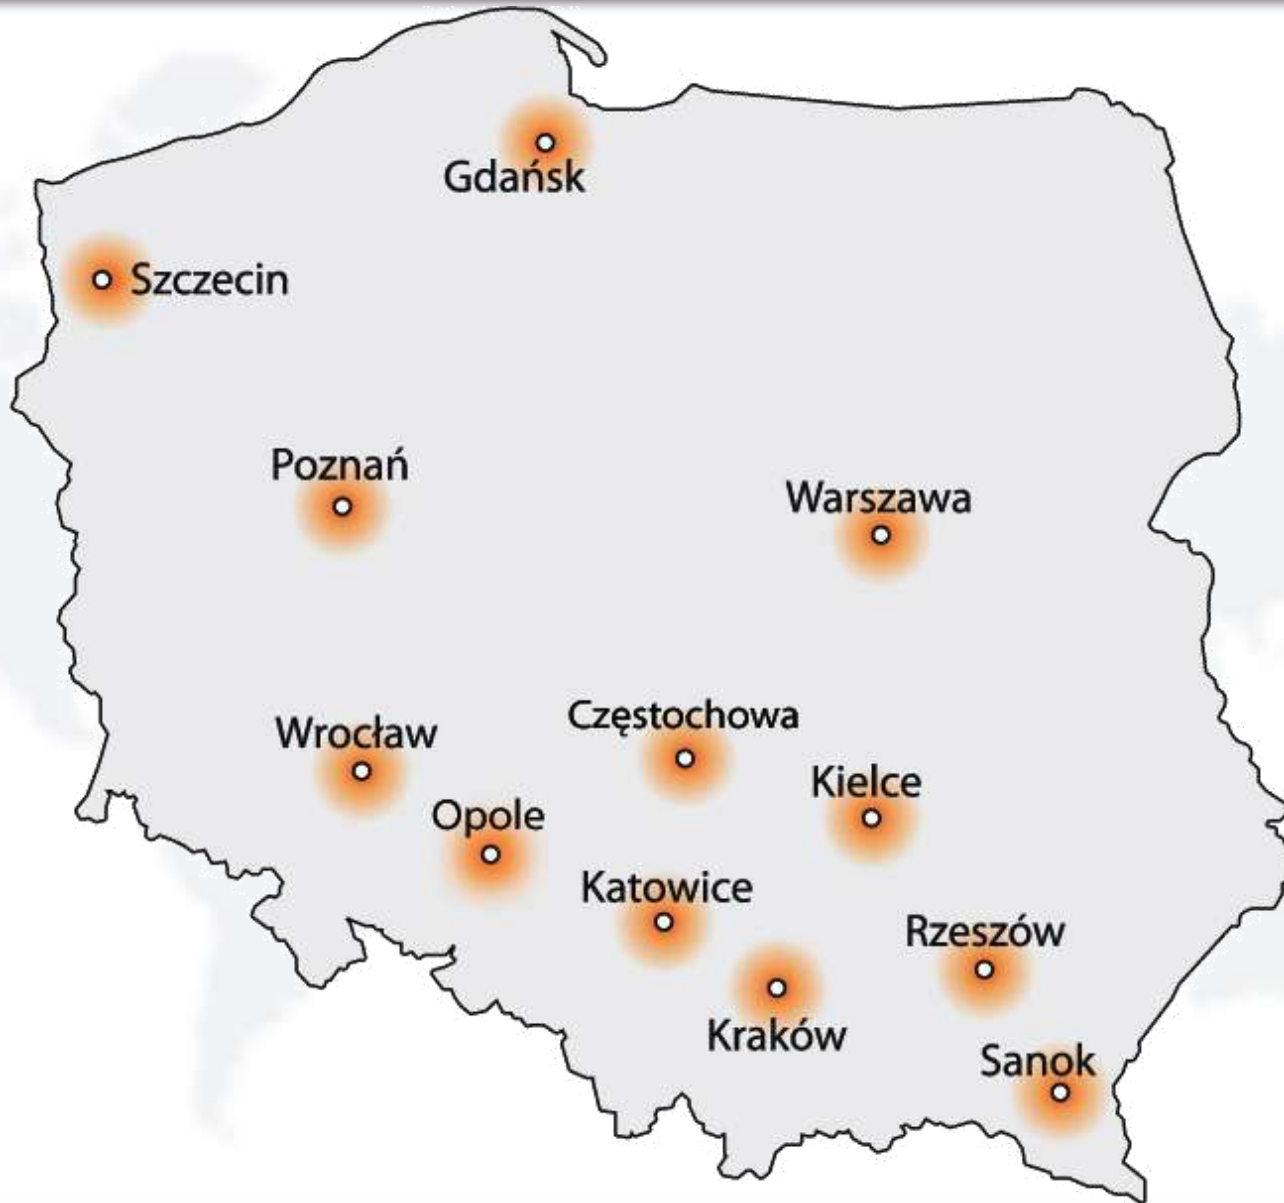 Gdańsk
Szczecin
Poznań
Warszawa
Częstochowa
Wrocław
Kielce
Opole
Katowice
Rzeszów
Kraków
Sanok